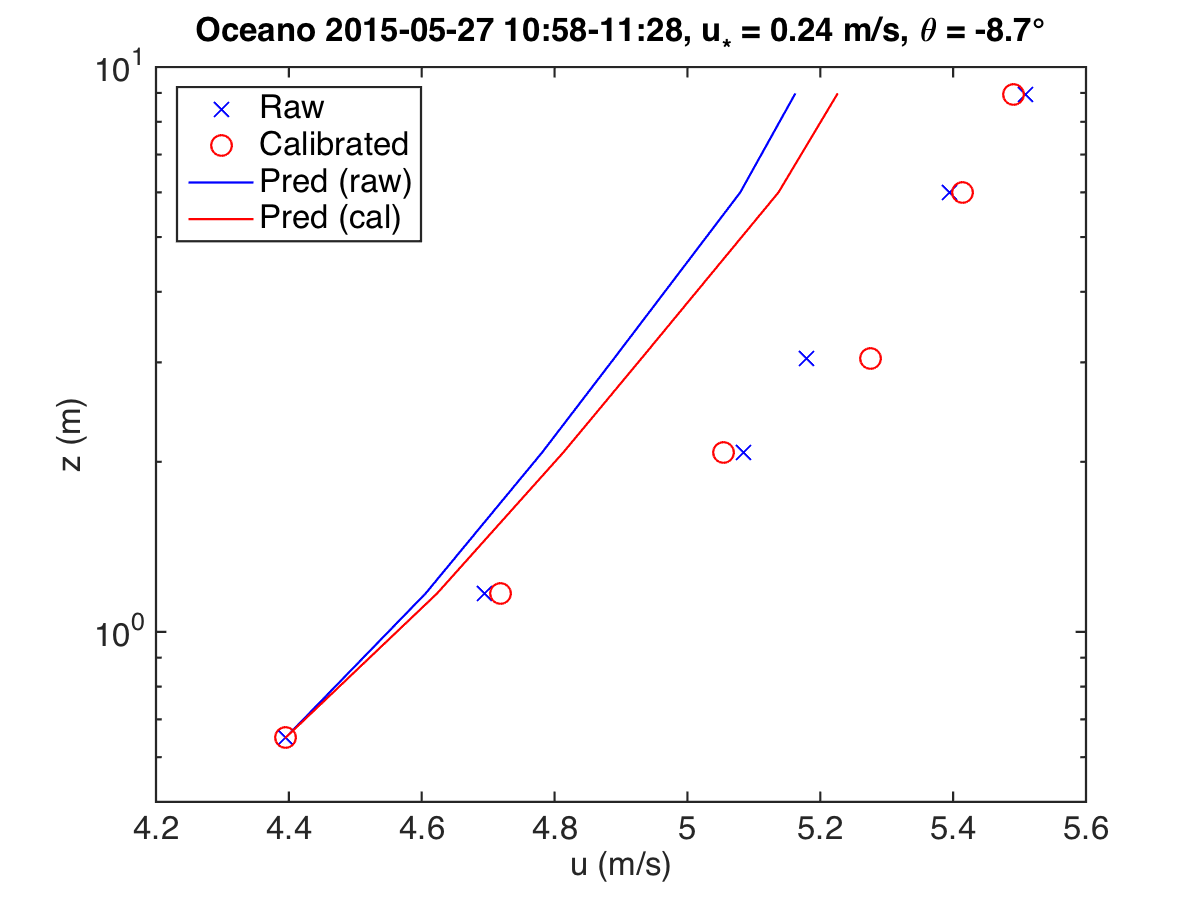 Oceano 2015-05-27 10:58-11:28, u* = 0.24 m/s, θ = -8.7°
10¹
Raw
Calibrated
Pred (raw)
Pred (cal)
z (m)
10⁰
4.2 4.4 4.6 4.8 5 5.2 5.4 5.6
u (m/s)